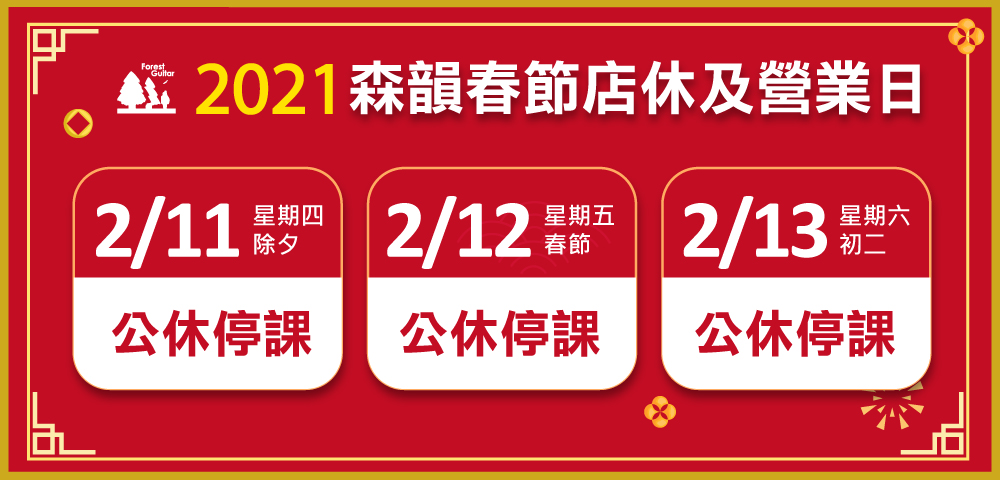 Forest
Guitar
2021森韻春節店休及營業日
2/11
星期四
除夕
公休停課
2/12
星期五
春節
公休停課
2/13
星期六
初二
公休停課